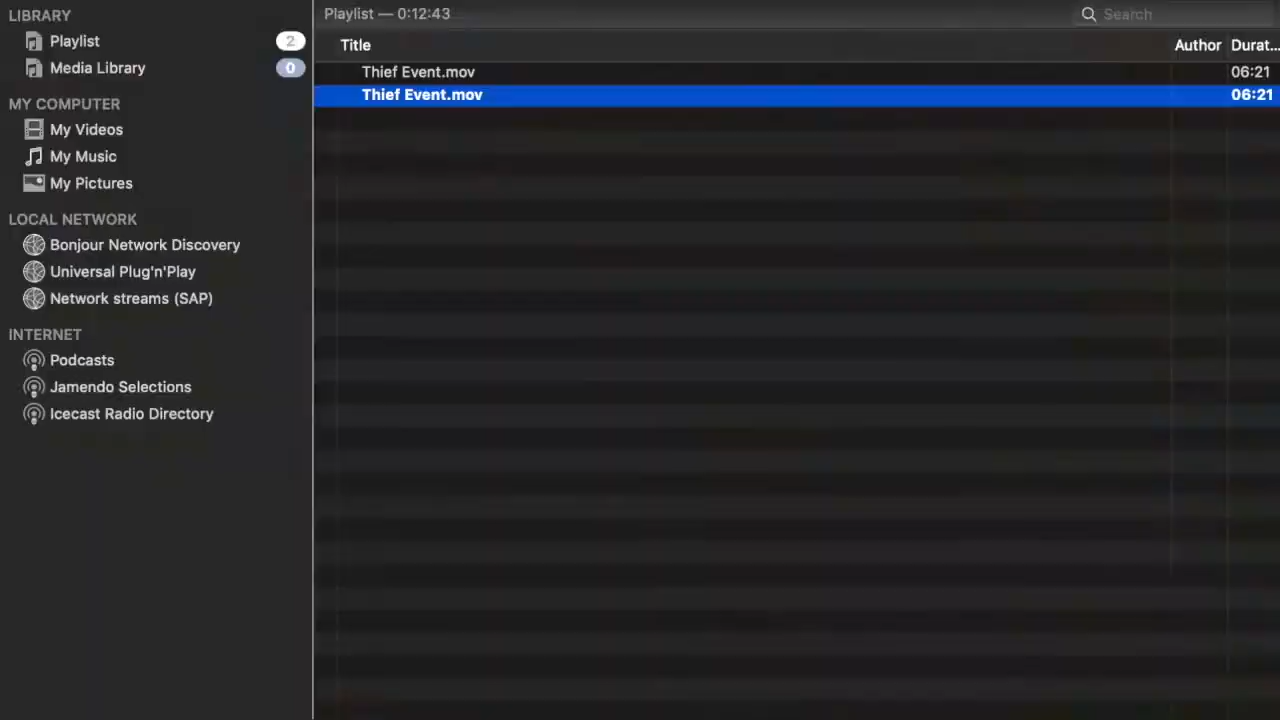 LIBRARY
Playlist 2
Media Library 0
MY COMPUTER
My Videos
My Music
My Pictures
LOCAL NETWORK
Bonjour Network Discovery
Universal Plug'n'Play
Network streams (SAP)
INTERNET
Podcasts
Jamendo Selections
Icecast Radio Directory
Playlist — 0:12:43 Search
Title Author Durat...
Thief Event.mov 06:21
Thief Event.mov 06:21